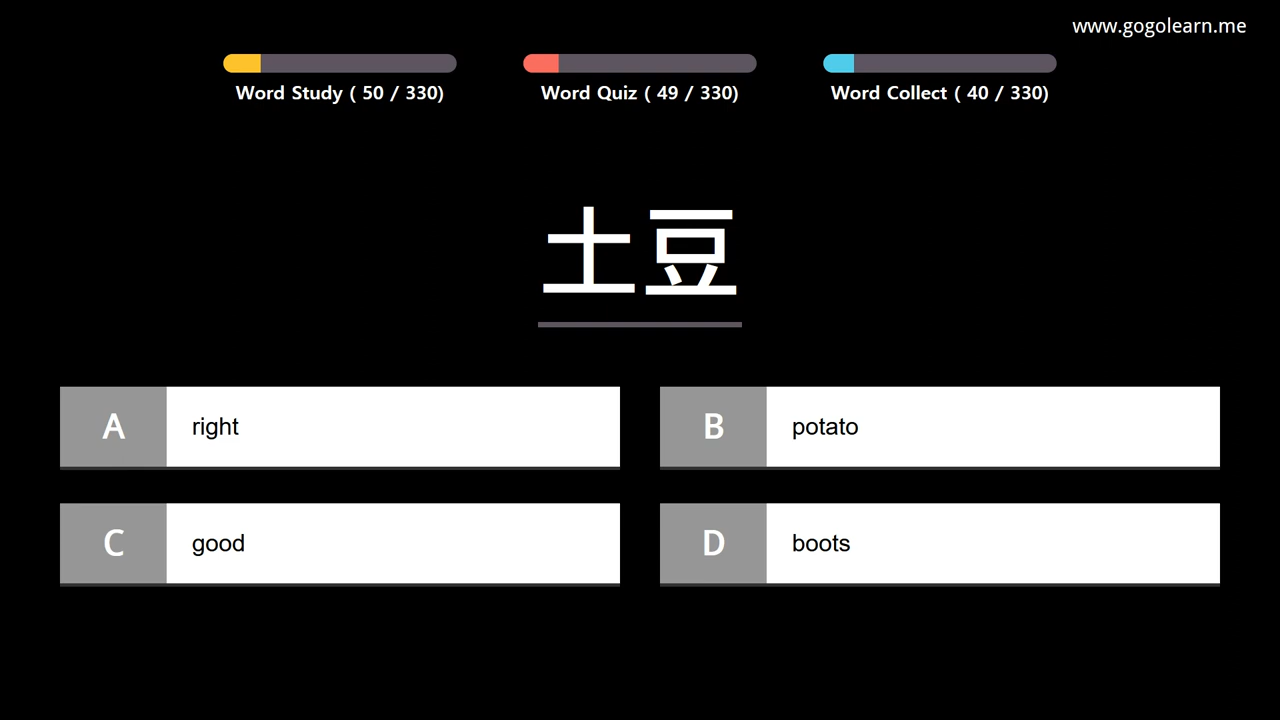 www.gogolearn.me
Word Study ( 50 / 330)
Word Quiz ( 49 / 330)
Word Collect ( 40 / 330)
土豆
A right
B potato
C good
D boots